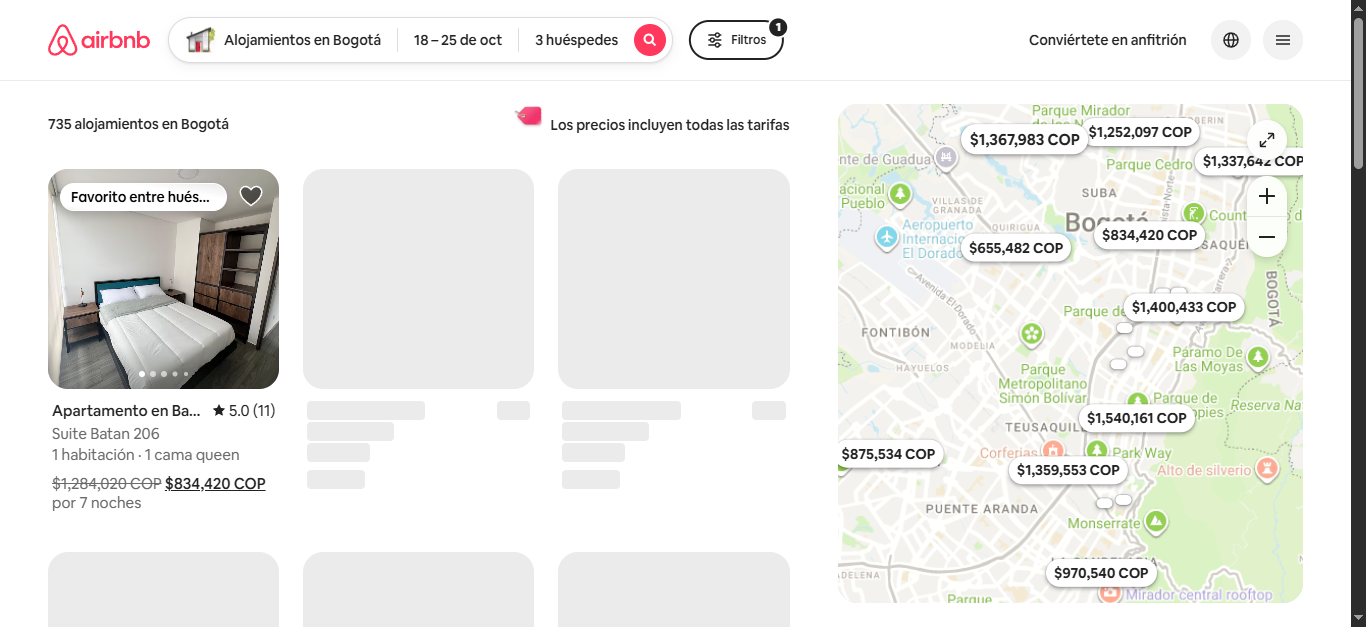 airbnb
Alojamientos en Bogotá
18 – 25 de oct
3 huéspedes
Filtros
1
Conviértete en anfitrión
735 alojamientos en Bogotá
Los precios incluyen todas las tarifas
Favorito entre hués...
Apartamento en Ba...
5.0 (11)
Suite Batan 206
1 habitación · 1 cama queen
$1,284,020 COP $834,420 COP
por 7 noches
Parque Mirador
$1,367,983 COP
$1,252,097 COP
nte de Guadua
Parque Cedro
$1,337,642 COP
acional
Pueblo
SUBA
VILLAS DE
GRANADA
Bogotá
Count
Aeropuerto
Internacio
El Dorado
QUIRIGUA
$655,482 COP
$834,420 COP
SAQUÉN
Av. El Dorado
BOGOTÁ
Parque de
$1,400,433 COP
FONTIBÓN
MODELIA
HAYUELOS
Páramo De
Las Moyas
Parque
Metropolitano
Simón Bolívar
Parque de
opies
Reserva Na
$1,540,161 COP
TEUSAQUIL
$875,534 COP
Corferias
Park Way
$1,359,553 COP
Alto de silverio
PUENTE ARANDA
Monserrate
$970,540 COP
ADELENA
Mirador central rooftop
Parque